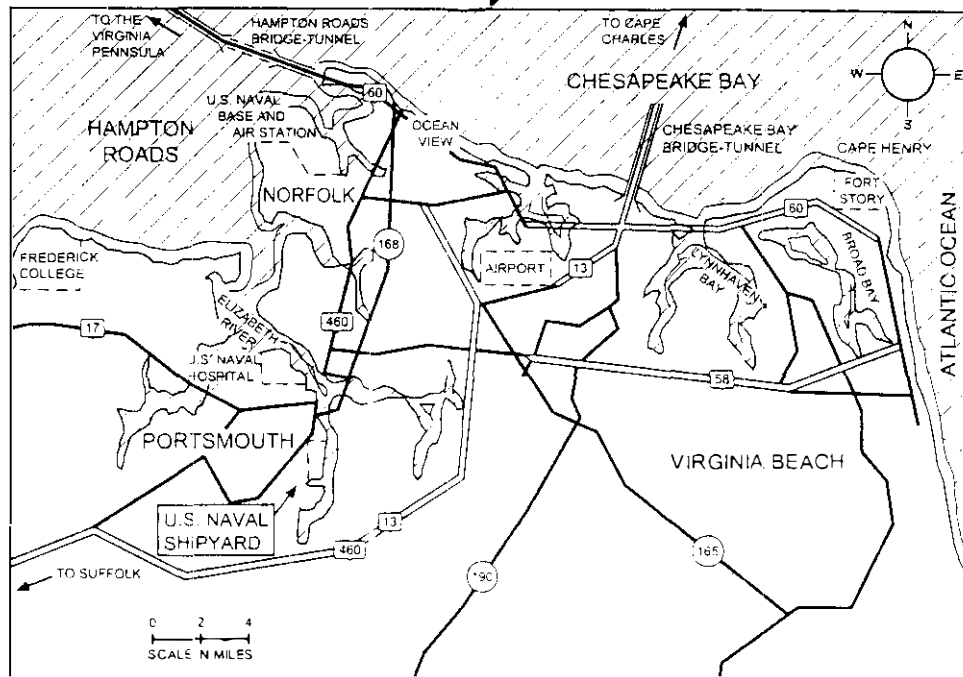 TO THE
VIRGINIA
PENNSULA
HAMPTON ROADS
BRIDGE-TUNNEL
TO CAPE
CHARLES
CHESAPEAKE BAY
N
W
E
S
60
U.S. NAVAL
BASE AND
AIR STATION
OCEAN
VIEW
CHESAPEAKE BAY
BRIDGE-TUNNEL
CAPE HENRY
HAMPTON
ROADS
NORFOLK
FORT
STORY
60
168
FREDERICK
COLLEGE
AIRPORT
13
LYNNHAVEN
BAY
BROAD BAY
ATLANTIC OCEAN
ELIZABETH
RIVER
460
17
U.S. NAVAL
HOSPITAL
58
PORTSMOUTH
VIRGINIA BEACH
U.S. NAVAL
SHIPYARD
13
460
165
190
TO SUFFOLK
0 2 4
SCALE N MILES